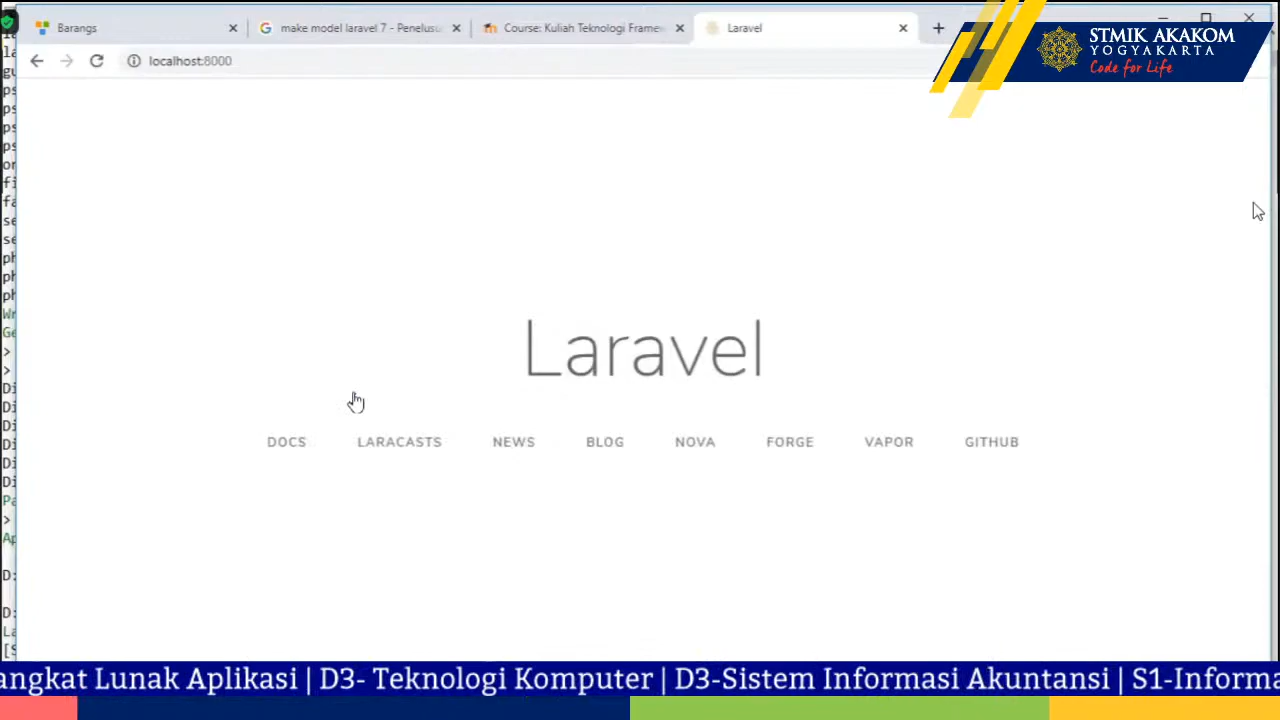 Barangs
make model laravel 7 - Penelusu
Course: Kuliah Teknologi Frame
Laravel
localhost:8000
STMIK AKAKOM
YOGYAKARTA
Code for Life
Laravel
DOCS LARACASTS NEWS BLOG NOVA FORGE VAPOR GITHUB
angkat Lunak Aplikasi | D3- Teknologi Komputer | D3-Sistem Informasi Akuntansi | S1-Informa